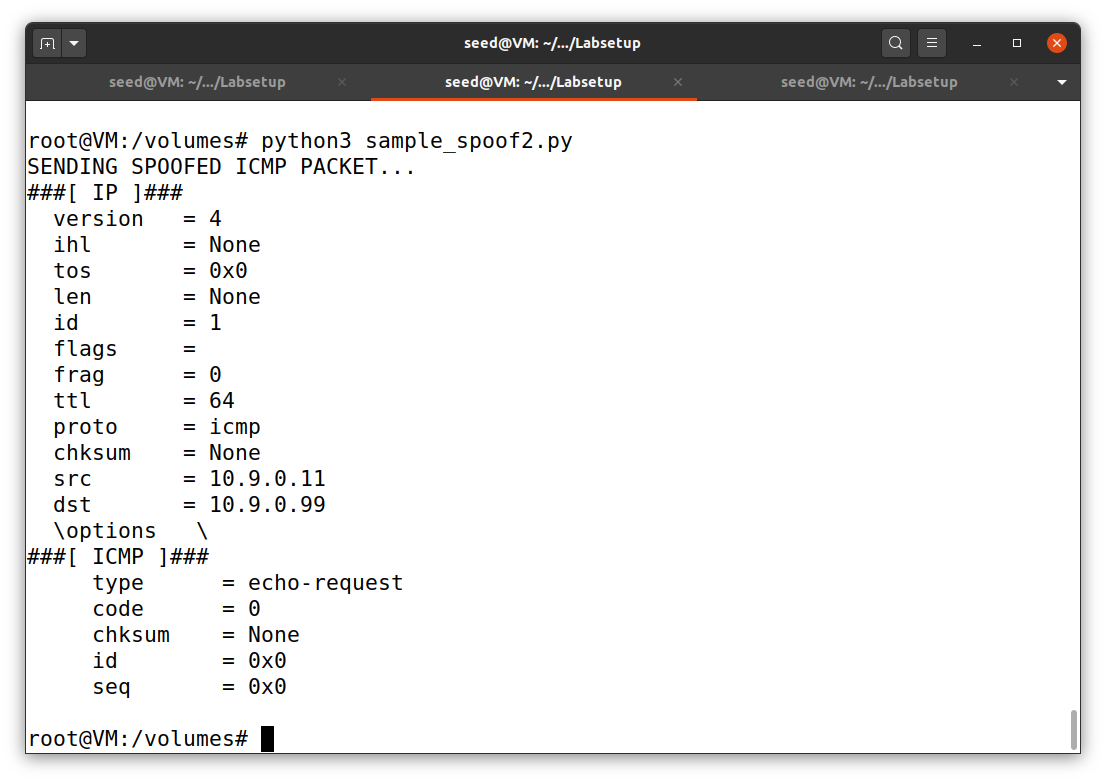 seed@VM: ~/.../Labsetup
seed@VM: ~/.../Labsetup seed@VM: ~/.../Labsetup seed@VM: ~/.../Labsetup
root@VM:/volumes# python3 sample_spoof2.py
SENDING SPOOFED ICMP PACKET...
###[ IP ]###
  version   = 4
  ihl       = None
  tos       = 0x0
  len       = None
  id        = 1
  flags     =
  frag      = 0
  ttl       = 64
  proto     = icmp
  chksum    = None
  src       = 10.9.0.11
  dst       = 10.9.0.99
  \options   \
###[ ICMP ]###
     type      = echo-request
     code      = 0
     chksum    = None
     id        = 0x0
     seq       = 0x0
root@VM:/volumes#